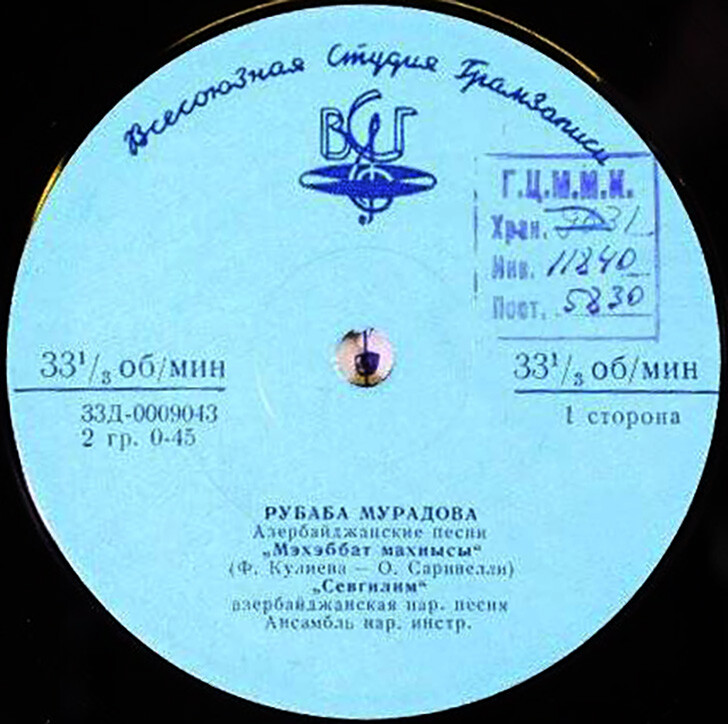 Всесоюзная Студия Грамзаписи
ВСГ
Г.Ц.М.М.К.
Хран.
Инв. 11840
Пост. 5830
33¹/₃ об/мин
33Д-0009043
2 гр. 0-45
33¹/₃ об/мин
1 сторона
РУБАБА МУРАДОВА
Азербайджанские песни
„Мэхэббат махнысы“
(Ф. Кулиева — О. Саривелли)
„Севгилим“
азербайджанская нар. песня
Ансамбль нар. инстр.